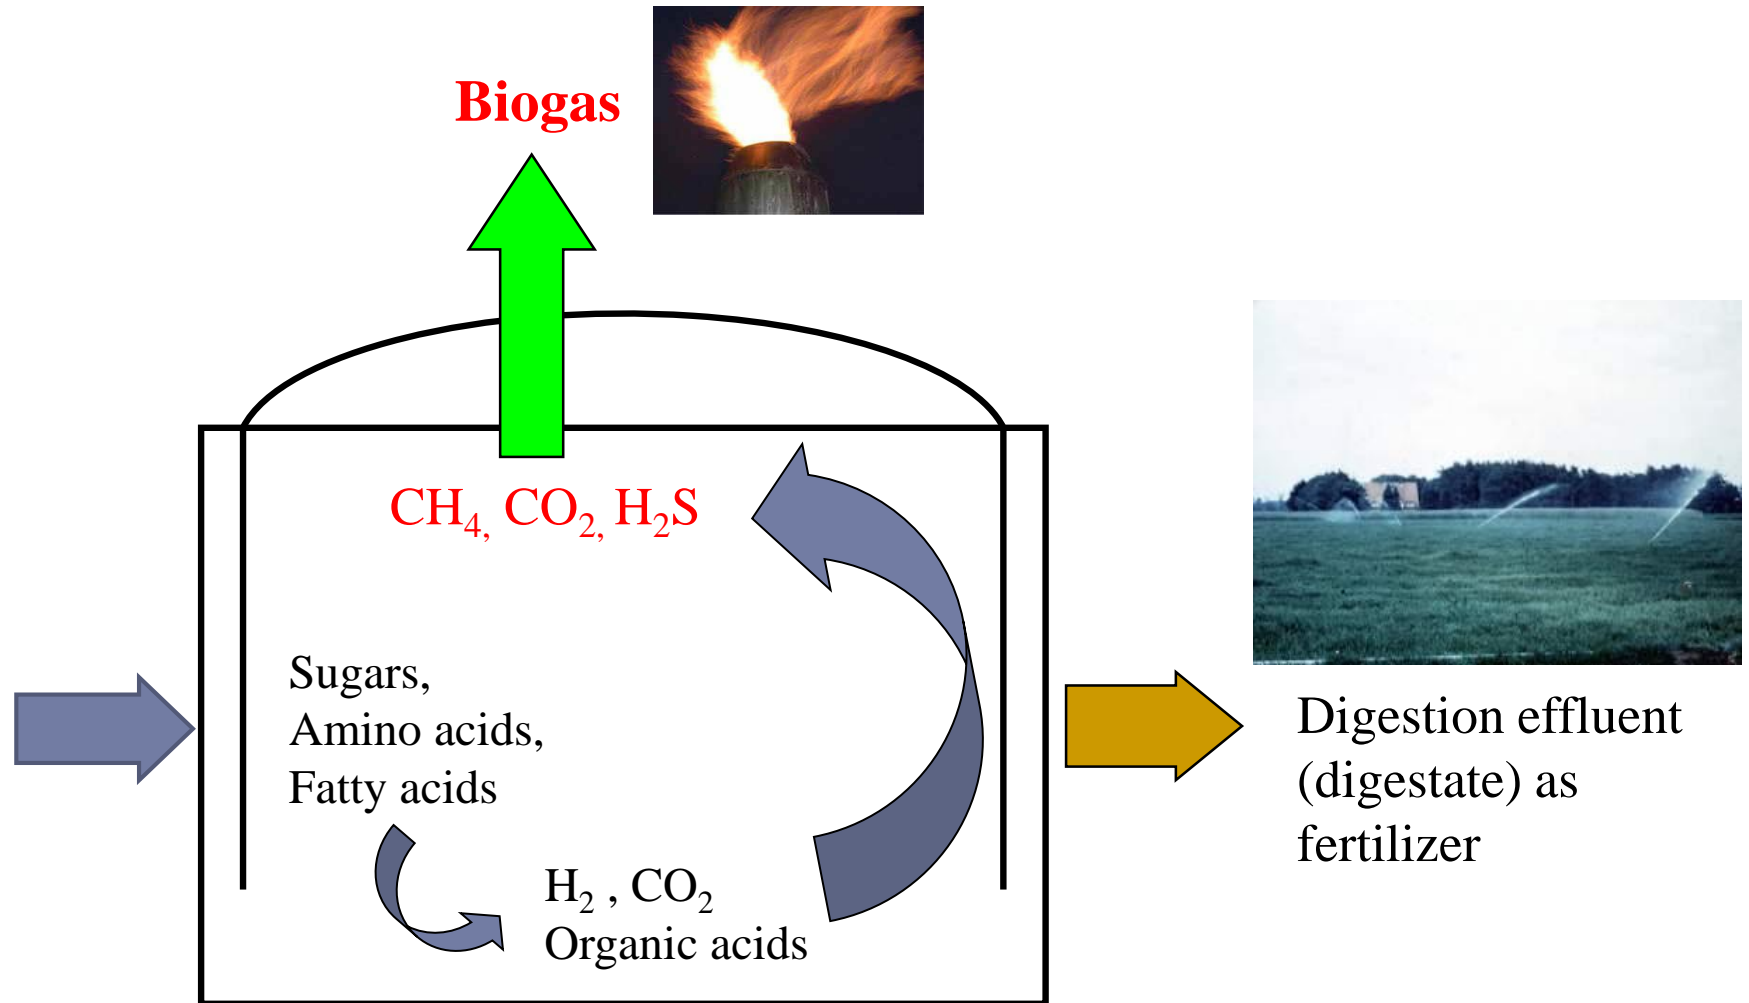 Biogas
CH₄, CO₂, H₂S
Sugars,
Amino acids,
Fatty acids
H₂ , CO₂
Organic acids
Digestion effluent
(digestate) as
fertilizer